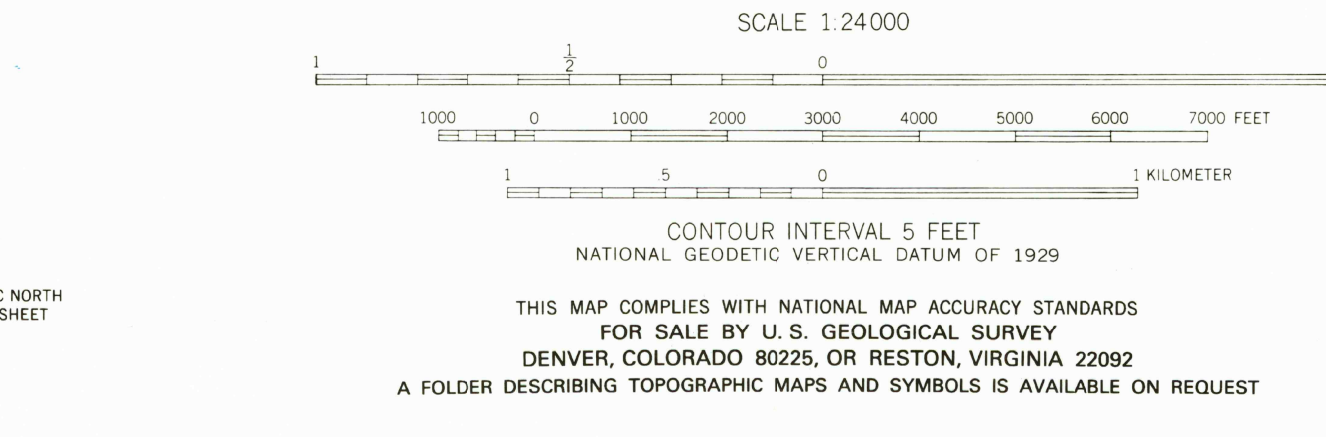 SCALE 1:24000
1 1/2 0
1000 0 1000 2000 3000 4000 5000 6000 7000 FEET
1 .5 0 1 KILOMETER
CONTOUR INTERVAL 5 FEET
NATIONAL GEODETIC VERTICAL DATUM OF 1929
C NORTH
SHEET
THIS MAP COMPLIES WITH NATIONAL MAP ACCURACY STANDARDS
FOR SALE BY U. S. GEOLOGICAL SURVEY
DENVER, COLORADO 80225, OR RESTON, VIRGINIA 22092
A FOLDER DESCRIBING TOPOGRAPHIC MAPS AND SYMBOLS IS AVAILABLE ON REQUEST